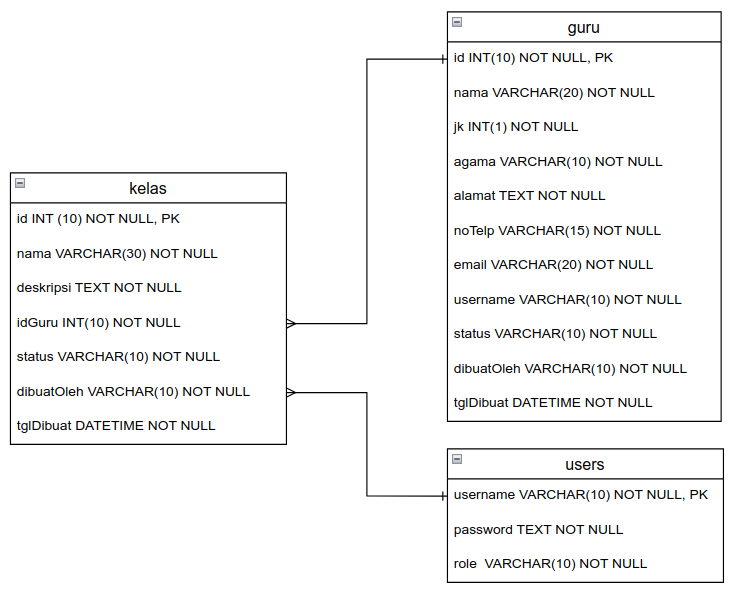 guru
id INT(10) NOT NULL, PK
nama VARCHAR(20) NOT NULL
jk INT(1) NOT NULL
agama VARCHAR(10) NOT NULL
alamat TEXT NOT NULL
noTelp VARCHAR(15) NOT NULL
email VARCHAR(20) NOT NULL
username VARCHAR(10) NOT NULL
status VARCHAR(10) NOT NULL
dibuatOleh VARCHAR(10) NOT NULL
tglDibuat DATETIME NOT NULL
kelas
id INT (10) NOT NULL, PK
nama VARCHAR(30) NOT NULL
deskripsi TEXT NOT NULL
idGuru INT(10) NOT NULL
status VARCHAR(10) NOT NULL
dibuatOleh VARCHAR(10) NOT NULL
tglDibuat DATETIME NOT NULL
users
username VARCHAR(10) NOT NULL, PK
password TEXT NOT NULL
role  VARCHAR(10) NOT NULL